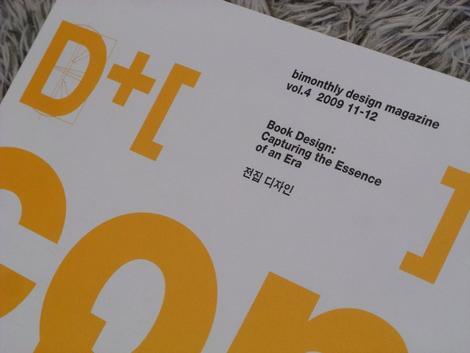 D+[ ]
bimonthly design magazine
vol.4 2009 11-12
Book Design:
Capturing the Essence
of an Era
전집 디자인
con